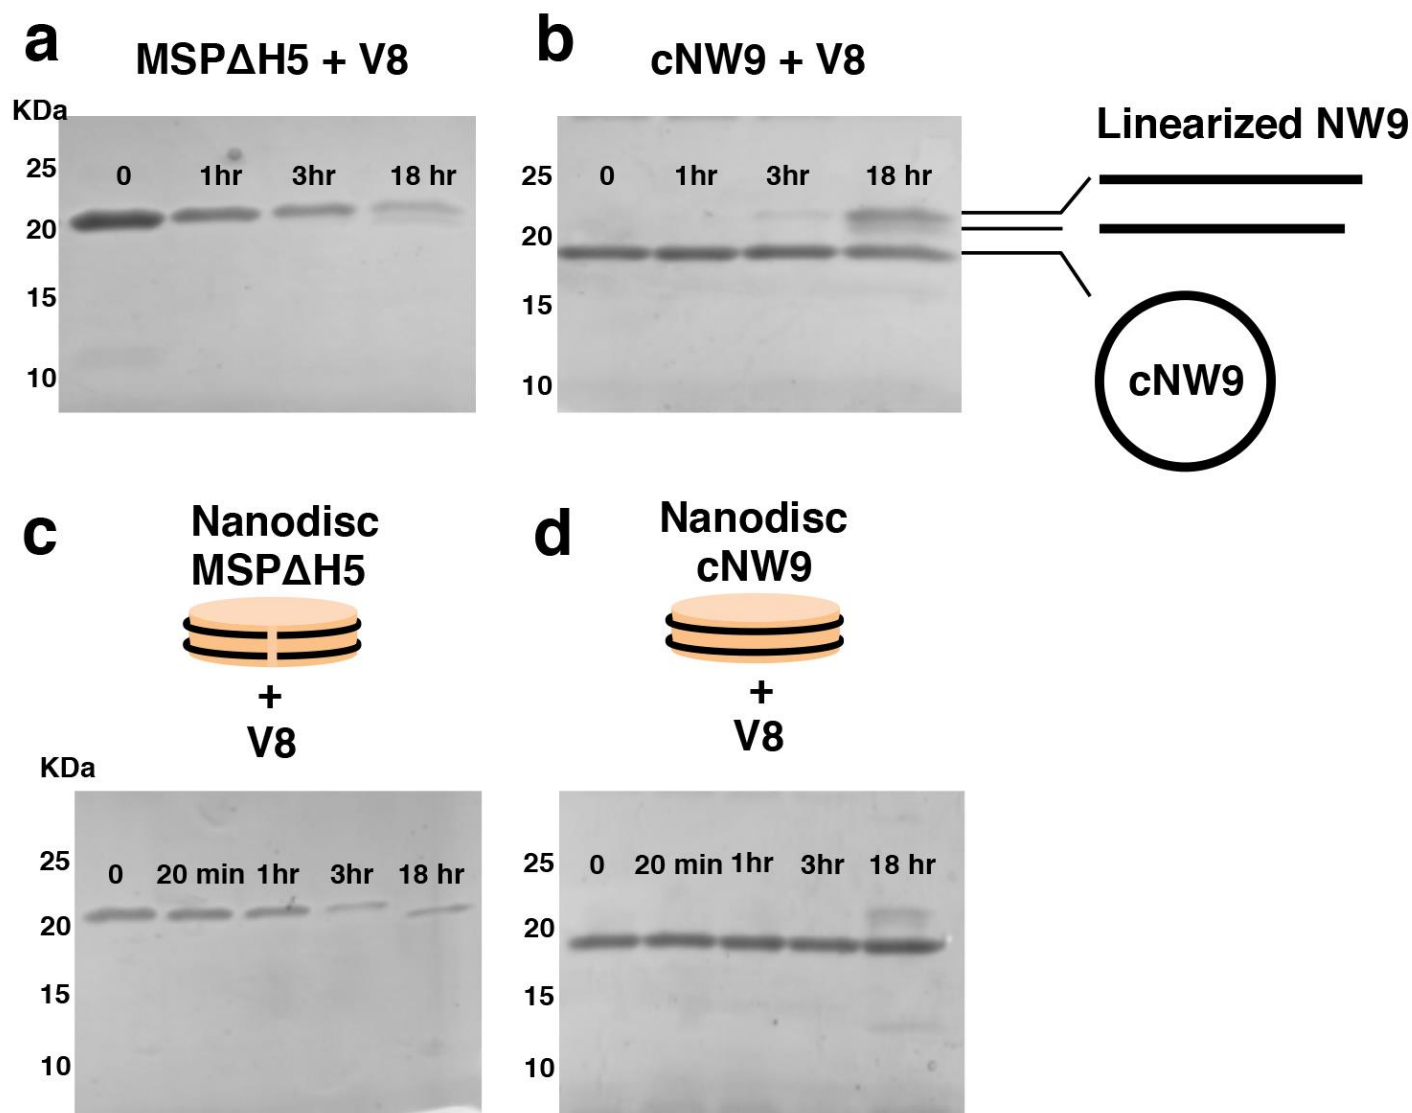 a
MSPΔH5 + V8
KDa
25
20
15
10
0 1hr 3hr 18 hr
b
cNW9 + V8
25
20
15
10
0 1hr 3hr 18 hr
Linearized NW9
cNW9
c
Nanodisc
MSPΔH5
+
V8
KDa
25
20
15
10
0 20 min 1hr 3hr 18 hr
d
Nanodisc
cNW9
+
V8
25
20
15
10
0 20 min 1hr 3hr 18 hr